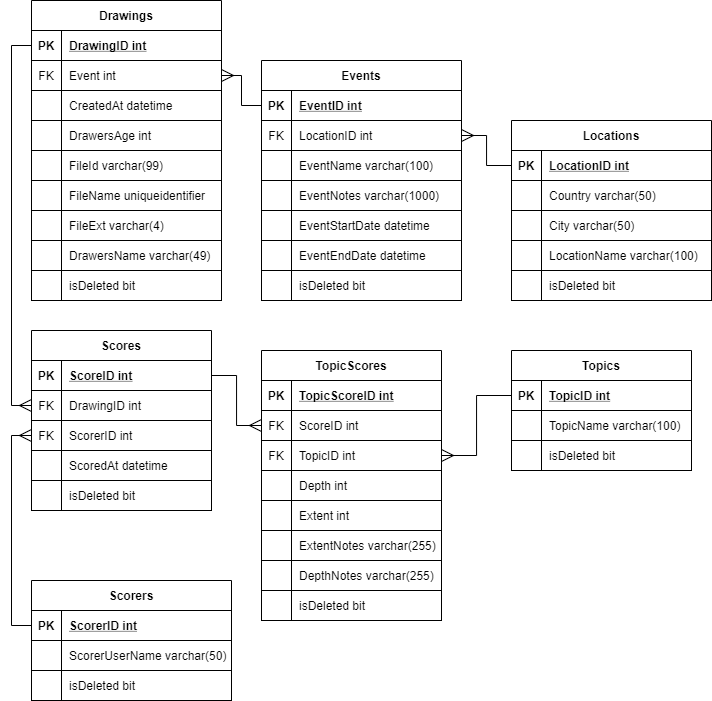 Drawings
PK DrawingID int
FK Event int
CreatedAt datetime
DrawersAge int
FileId varchar(99)
FileName uniqueidentifier
FileExt varchar(4)
DrawersName varchar(49)
isDeleted bit
Events
PK EventID int
FK LocationID int
EventName varchar(100)
EventNotes varchar(1000)
EventStartDate datetime
EventEndDate datetime
isDeleted bit
Locations
PK LocationID int
Country varchar(50)
City varchar(50)
LocationName varchar(100)
isDeleted bit
Scores
PK ScoreID int
FK DrawingID int
FK ScorerID int
ScoredAt datetime
isDeleted bit
TopicScores
PK TopicScoreID int
FK ScoreID int
FK TopicID int
Depth int
Extent int
ExtentNotes varchar(255)
DepthNotes varchar(255)
isDeleted bit
Topics
PK TopicID int
TopicName varchar(100)
isDeleted bit
Scorers
PK ScorerID int
ScorerUserName varchar(50)
isDeleted bit